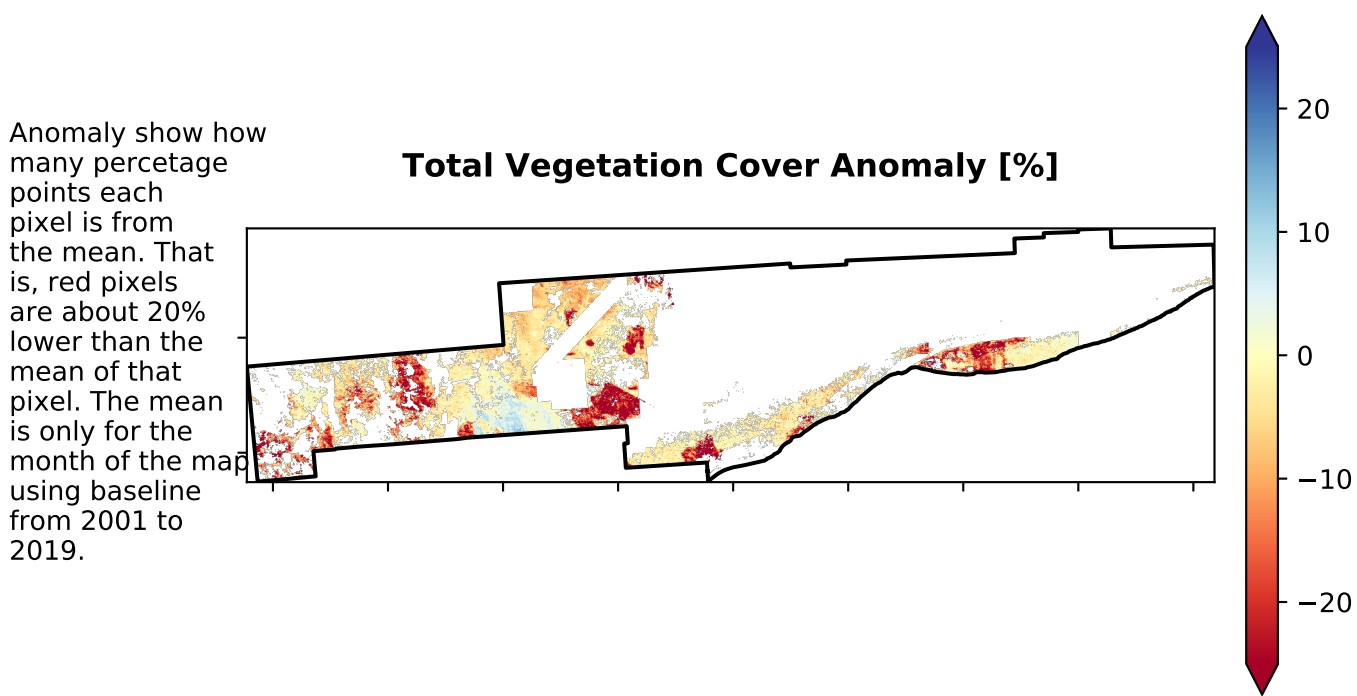 Anomaly show how
many percetage
points each
pixel is from
the mean. That
is, red pixels
are about 20%
lower than the
mean of that
pixel. The mean
is only for the
month of the map
using baseline
from 2001 to
2019.
Total Vegetation Cover Anomaly [%]
20
10
0
−10
−20